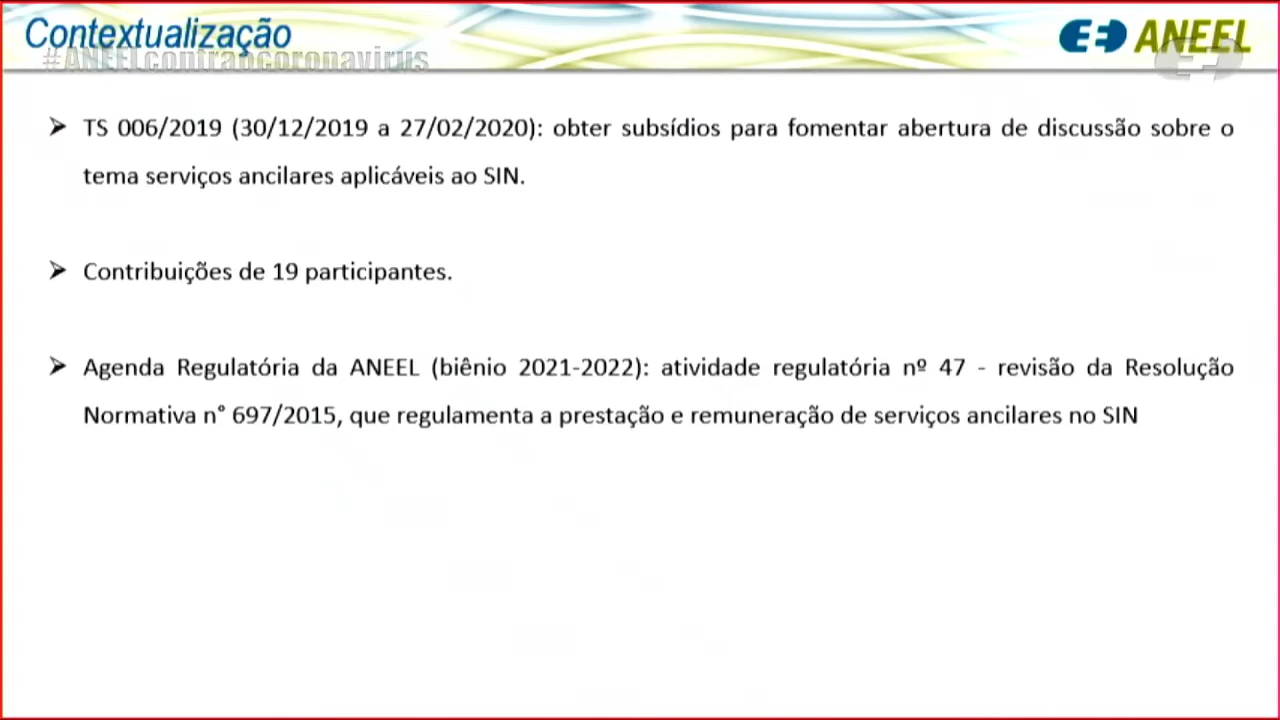 Contextualização
#ANEELcontraocoronavirus
ANEEL
TS 006/2019 (30/12/2019 a 27/02/2020): obter subsídios para fomentar abertura de discussão sobre o
tema serviços ancilares aplicáveis ao SIN.
Contribuições de 19 participantes.
Agenda Regulatória da ANEEL (biênio 2021-2022): atividade regulatória nº 47 - revisão da Resolução
Normativa n° 697/2015, que regulamenta a prestação e remuneração de serviços ancilares no SIN